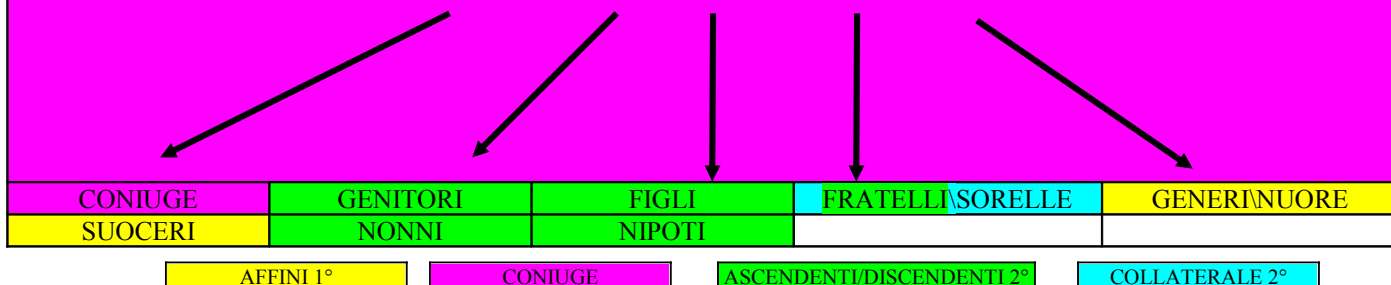 CONIUGE GENITORI FIGLI FRATELLI\SORELLE GENERI\NUORE
SUOCERI NONNI NIPOTI
AFFINI 1° CONIUGE ASCENDENTI/DISCENDENTI 2° COLLATERALE 2°